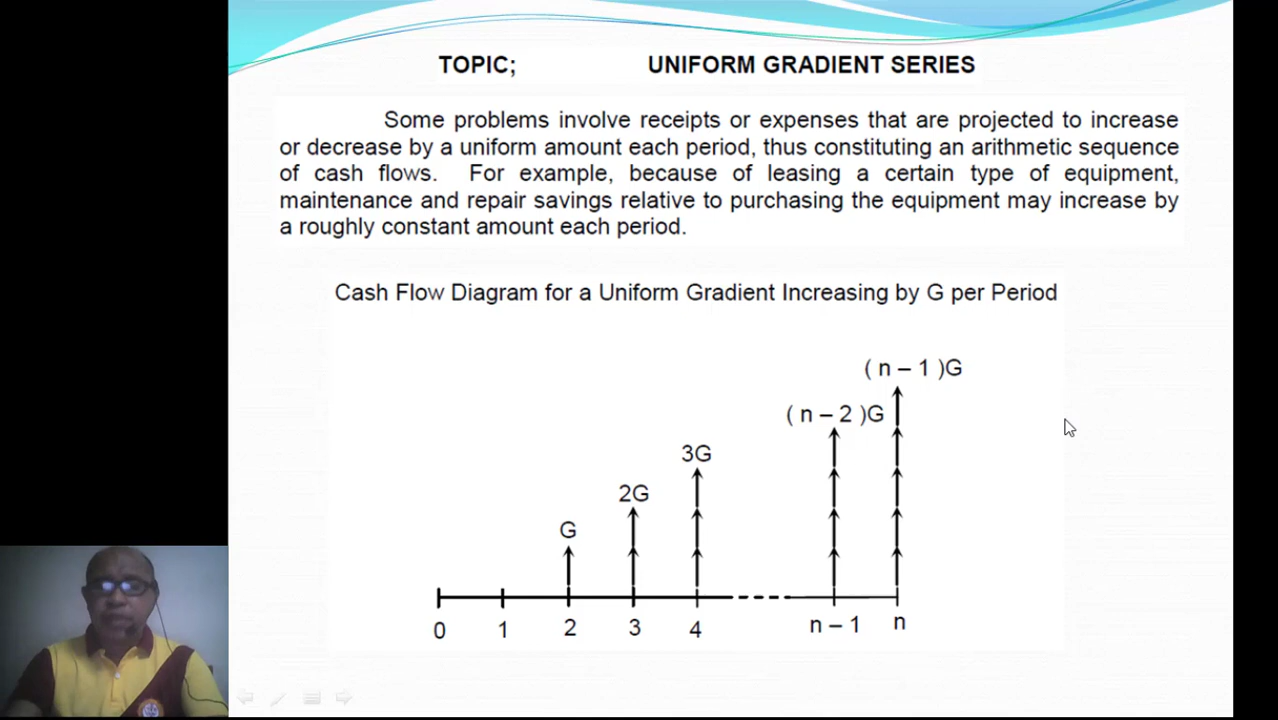 TOPIC; UNIFORM GRADIENT SERIES
Some problems involve receipts or expenses that are projected to increase
or decrease by a uniform amount each period, thus constituting an arithmetic sequence
of cash flows. For example, because of leasing a certain type of equipment,
maintenance and repair savings relative to purchasing the equipment may increase by
a roughly constant amount each period.
Cash Flow Diagram for a Uniform Gradient Increasing by G per Period
( n – 1 )G
( n – 2 )G
3G
2G
G
0 1 2 3 4 n – 1 n